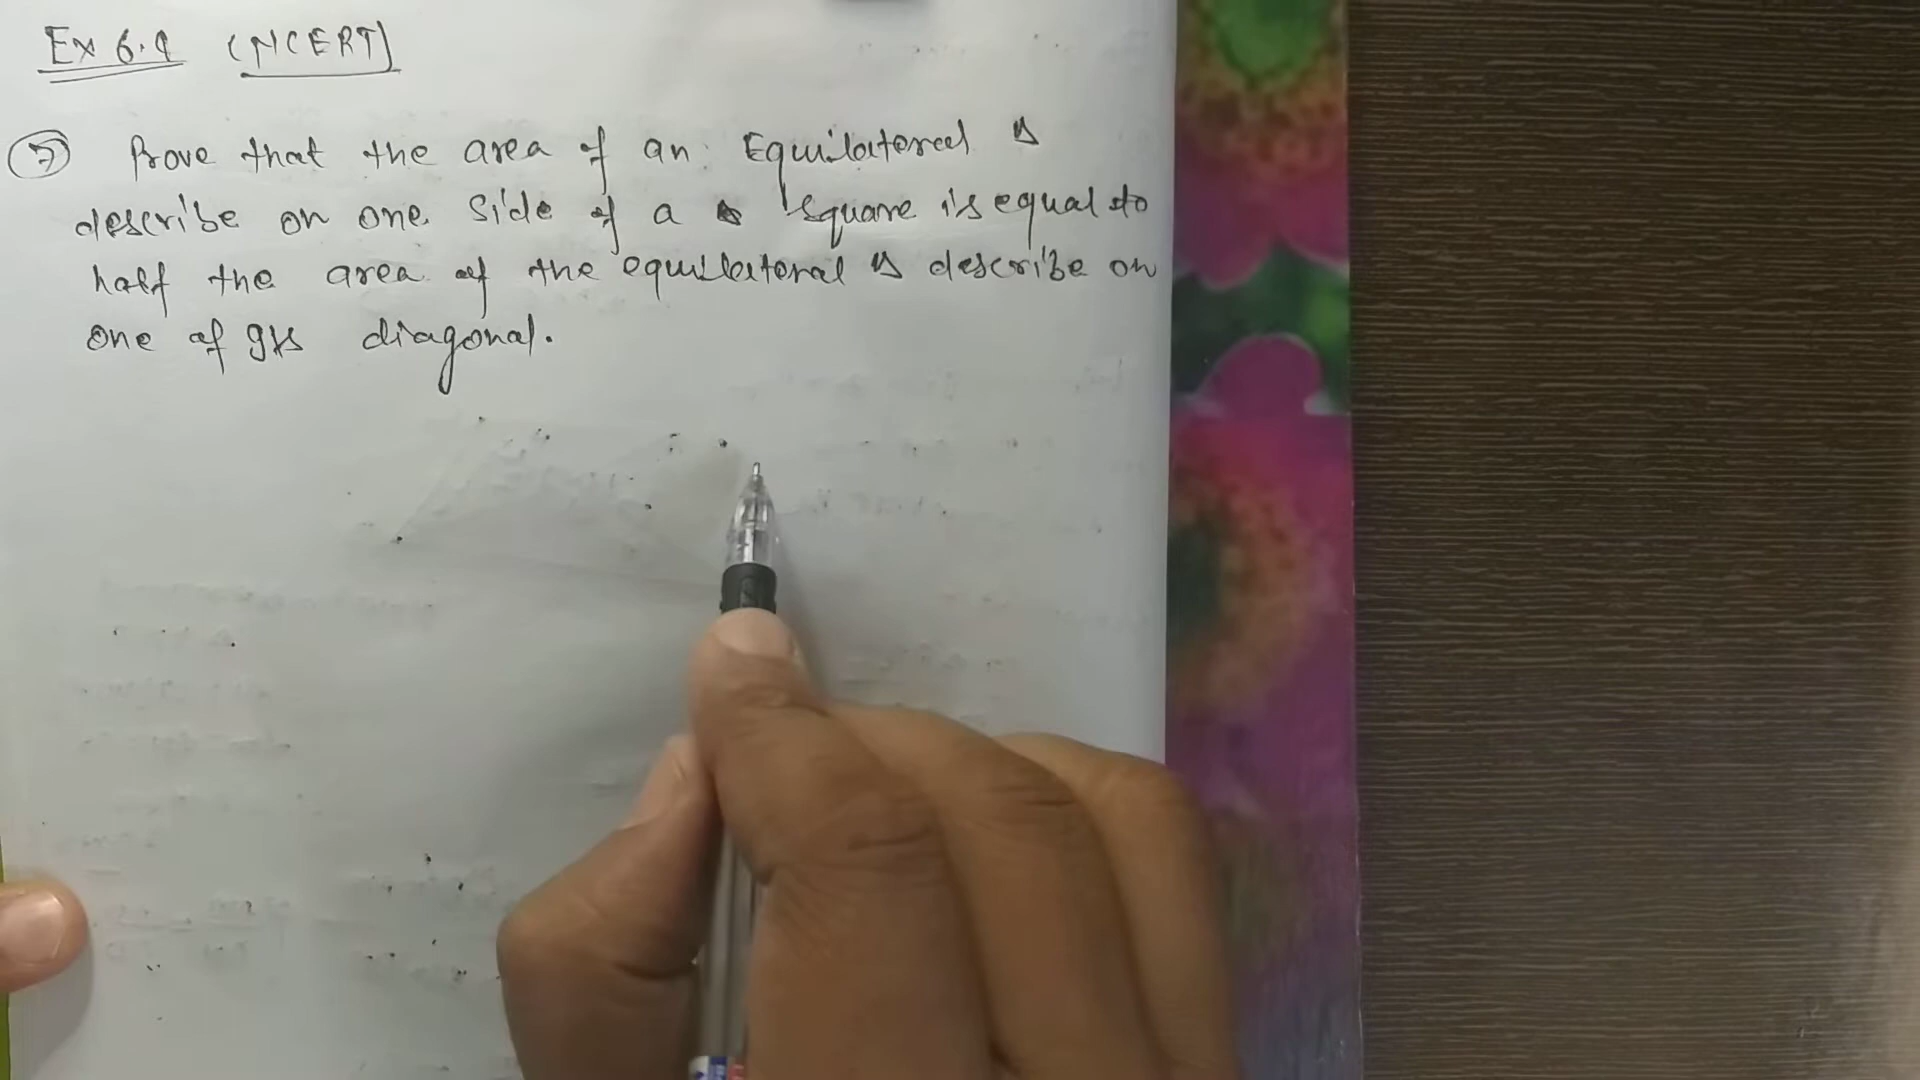 Ex 6.4 (NCERT)
(7) Prove that the area of an Equilateral Δ
describe on one side of a square is equal to
half the area of the equilateral Δ describe on
one of its diagonal.